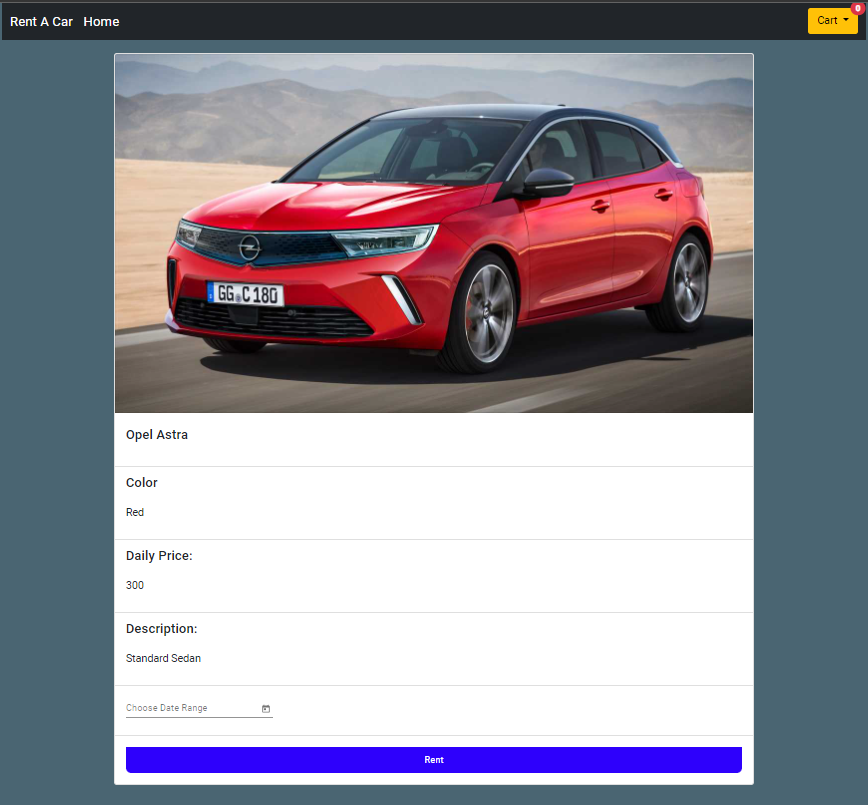 Rent A Car Home Cart 0
GG C 180
Opel Astra
Color
Red
Daily Price:
300
Description:
Standard Sedan
Choose Date Range
Rent